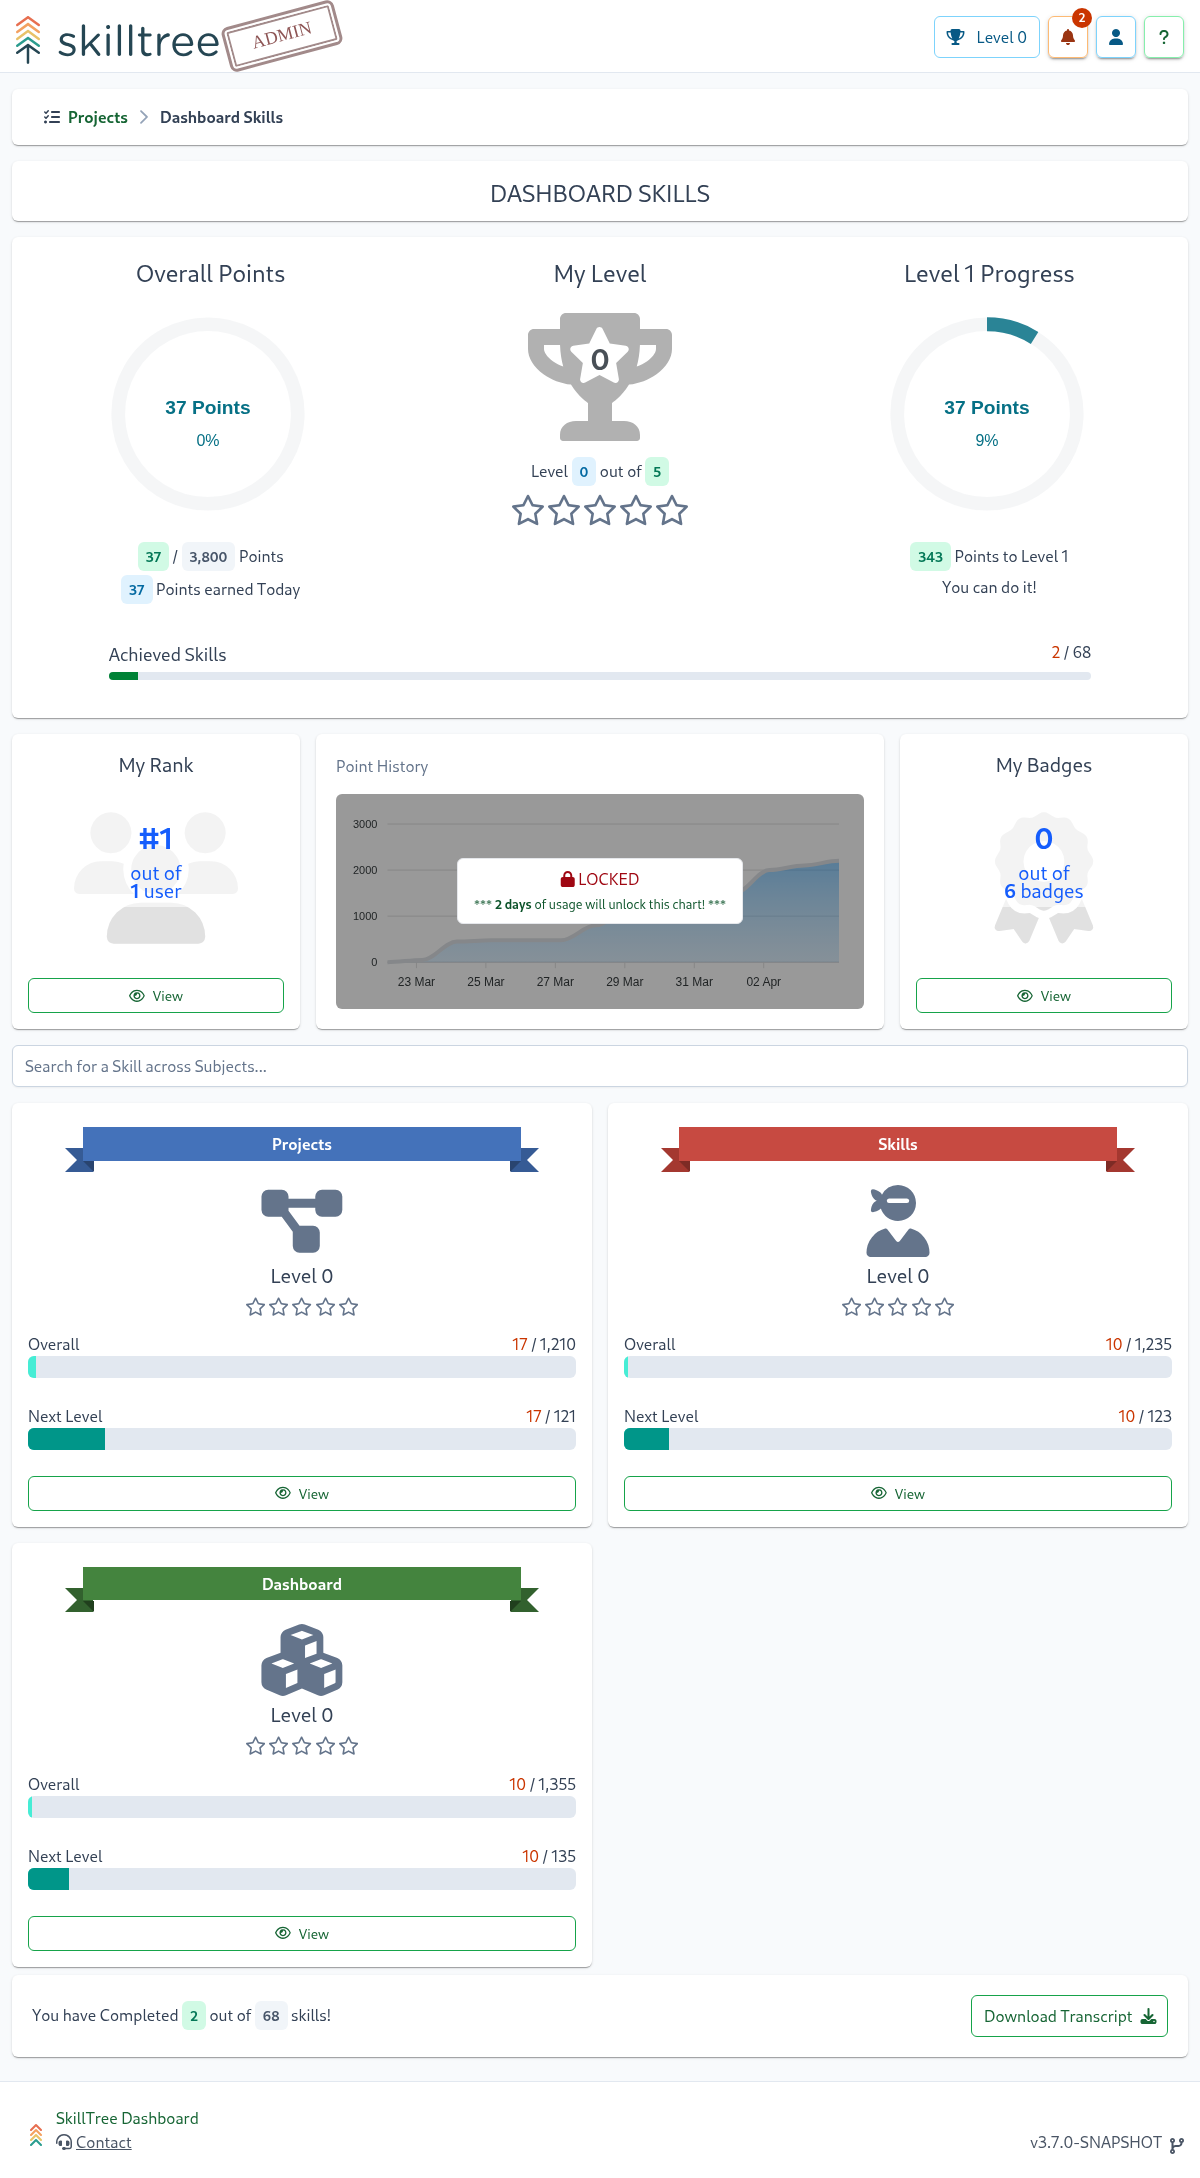 skilltree
ADMIN
Level 0
2
?
Projects
Dashboard Skills
DASHBOARD SKILLS
Overall Points
37 Points
0%
37 / 3,800 Points
37 Points earned Today
My Level
0
Level 0 out of 5
Level 1 Progress
37 Points
9%
343 Points to Level 1
You can do it!
Achieved Skills
2 / 68
My Rank
#1
out of
1 user
View
Point History
3000
2000
1000
0
23 Mar
25 Mar
27 Mar
29 Mar
31 Mar
02 Apr
LOCKED
*** 2 days of usage will unlock this chart! ***
My Badges
0
out of
6 badges
View
Search for a Skill across Subjects...
Projects
Level 0
Overall
17 / 1,210
Next Level
17 / 121
View
Skills
Level 0
Overall
10 / 1,235
Next Level
10 / 123
View
Dashboard
Level 0
Overall
10 / 1,355
Next Level
10 / 135
View
You have Completed 2 out of 68 skills!
Download Transcript
SkillTree Dashboard
Contact
v3.7.0-SNAPSHOT